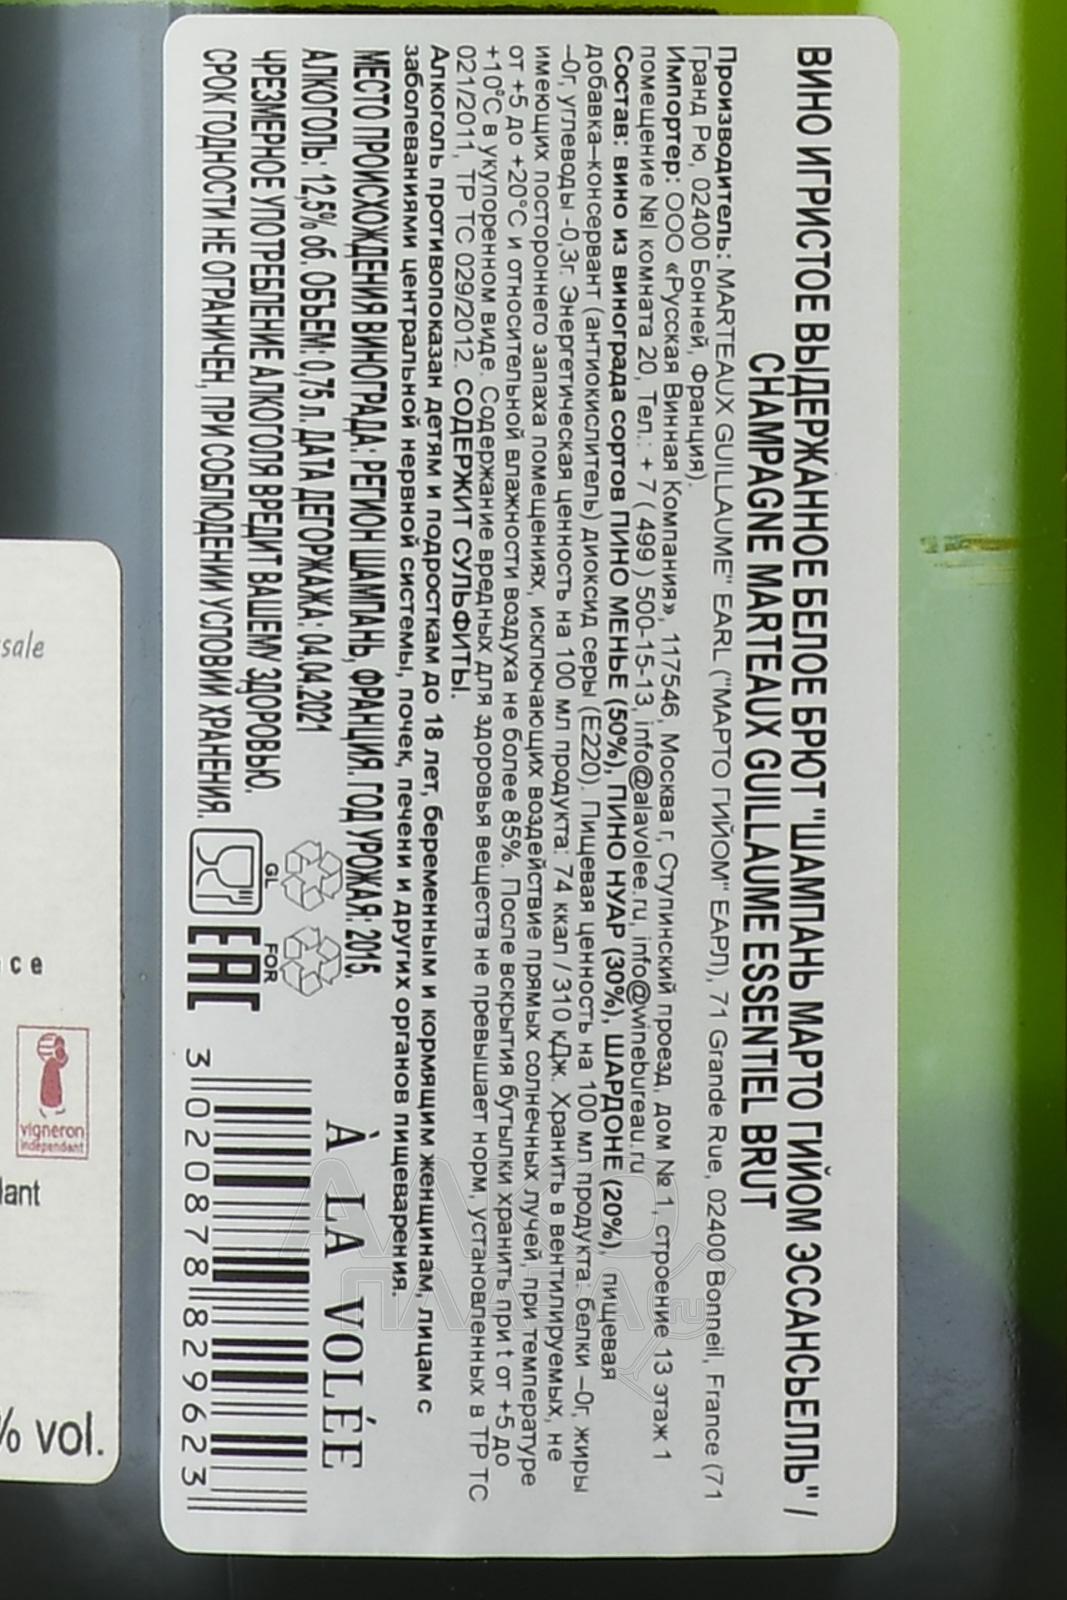 ВИНО ИГРИСТОЕ ВЫДЕРЖАННОЕ БЕЛОЕ БРЮТ "ШАМПАНЬ МАРТО ГИЙОМ ЭССАНСЬЕЛЛЬ" /
CHAMPAGNE MARTEAUX GUILLAUME ESSENTIEL BRUT
Производитель: MARTEAUX GUILLAUME" EARL ("МАРТО ГИЙОМ" ЕАРЛ), 71 Grande Rue, 02400 Bonneil, France (71
Гранд Рю, 02400 Бонней, Франция).
Импортер: ООО «Русская Винная Компания», 117546, Москва г, Ступинский проезд, дом № 1, строение 13 этаж 1
помещение №I комната 20, Тел.: + 7 ( 499 ) 500-15-13, info@alavolee.ru, info@winebureau.ru
Состав: вино из винограда сортов ПИНО МЕНЬЕ (50%), ПИНО НУАР (30%), ШАРДОНЕ (20%), пищевая
добавка–консервант (антиокислитель) диоксид серы (Е220). Пищевая ценность на 100 мл продукта: белки –0г, жиры
–0г, углеводы -0,3г. Энергетическая ценность на 100 мл продукта: 74 ккал / 310 кДж. Хранить в вентилируемых, не
имеющих постороннего запаха помещениях, исключающих воздействие прямых солнечных лучей, при температуре
от +5 до +20°С и относительной влажности воздуха не более 85%. После вскрытия бутылки хранить при t от +5 до
+10°С в укупоренном виде. Содержание вредных для здоровья веществ не превышает норм, установленных в ТР ТС
021/2011, ТР ТС 029/2012. СОДЕРЖИТ СУЛЬФИТЫ.
Алкоголь противопоказан детям и подросткам до 18 лет, беременным и кормящим женщинам, лицам с
заболеваниями центральной нервной системы, почек, печени и других органов пищеварения.
МЕСТО ПРОИСХОЖДЕНИЯ ВИНОГРАДА: РЕГИОН ШАМПАНЬ, ФРАНЦИЯ. ГОД УРОЖАЯ: 2015.
АЛКОГОЛЬ: 12,5% об. ОБЪЕМ: 0,75 л. ДАТА ДЕГОРЖАЖА: 04.04.2021
ЧРЕЗМЕРНОЕ УПОТРЕБЛЕНИЕ АЛКОГОЛЯ ВРЕДИТ ВАШЕМУ ЗДОРОВЬЮ.
СРОК ГОДНОСТИ НЕ ОГРАНИЧЕН, ПРИ СОБЛЮДЕНИИ УСЛОВИЙ ХРАНЕНИЯ.
GL FOR
EAC
À LA VOLÉE
3 020878 829623
sale
ce
vigneron
indépendant
lant
% vol.